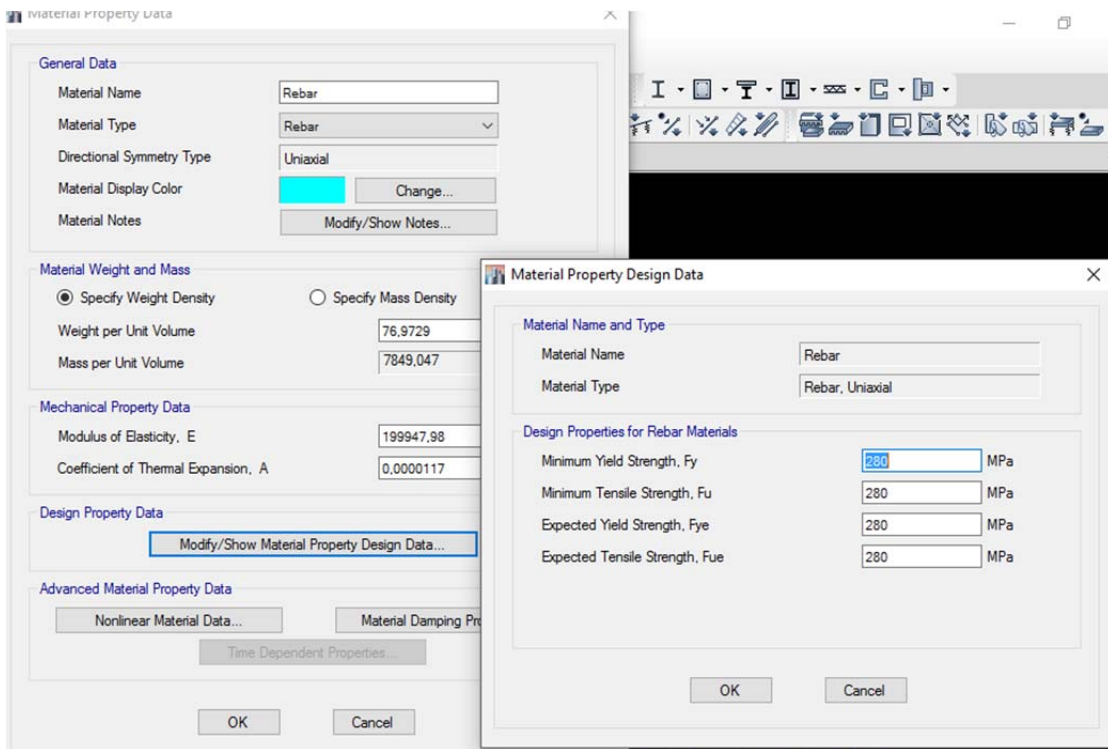 Material Property Data
General Data
Material Name Rebar
Material Type Rebar
Directional Symmetry Type Uniaxial
Material Display Color Change...
Material Notes Modify/Show Notes...
Material Weight and Mass
Specify Weight Density Specify Mass Density
Weight per Unit Volume 76,9729
Mass per Unit Volume 7849,047
Mechanical Property Data
Modulus of Elasticity, E 199947,98
Coefficient of Thermal Expansion, A 0,0000117
Design Property Data
Modify/Show Material Property Design Data...
Advanced Material Property Data
Nonlinear Material Data... Material Damping Pro
Time Dependent Properties...
OK Cancel
Material Property Design Data
Material Name and Type
Material Name Rebar
Material Type Rebar, Uniaxial
Design Properties for Rebar Materials
Minimum Yield Strength, Fy 280 MPa
Minimum Tensile Strength, Fu 280 MPa
Expected Yield Strength, Fye 280 MPa
Expected Tensile Strength, Fue 280 MPa
OK Cancel